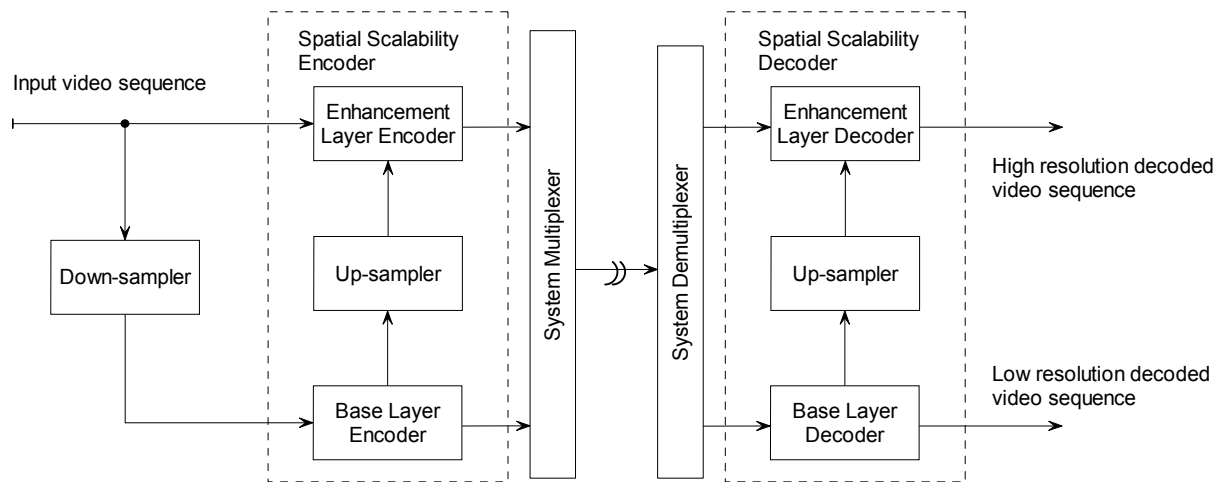 Spatial Scalability
Encoder
Spatial Scalability
Decoder
Input video sequence
Enhancement
Layer Encoder
Enhancement
Layer Decoder
High resolution decoded
video sequence
Down-sampler
Up-sampler
System Multiplexer
System Demultiplexer
Up-sampler
Low resolution decoded
video sequence
Base Layer
Encoder
Base Layer
Decoder